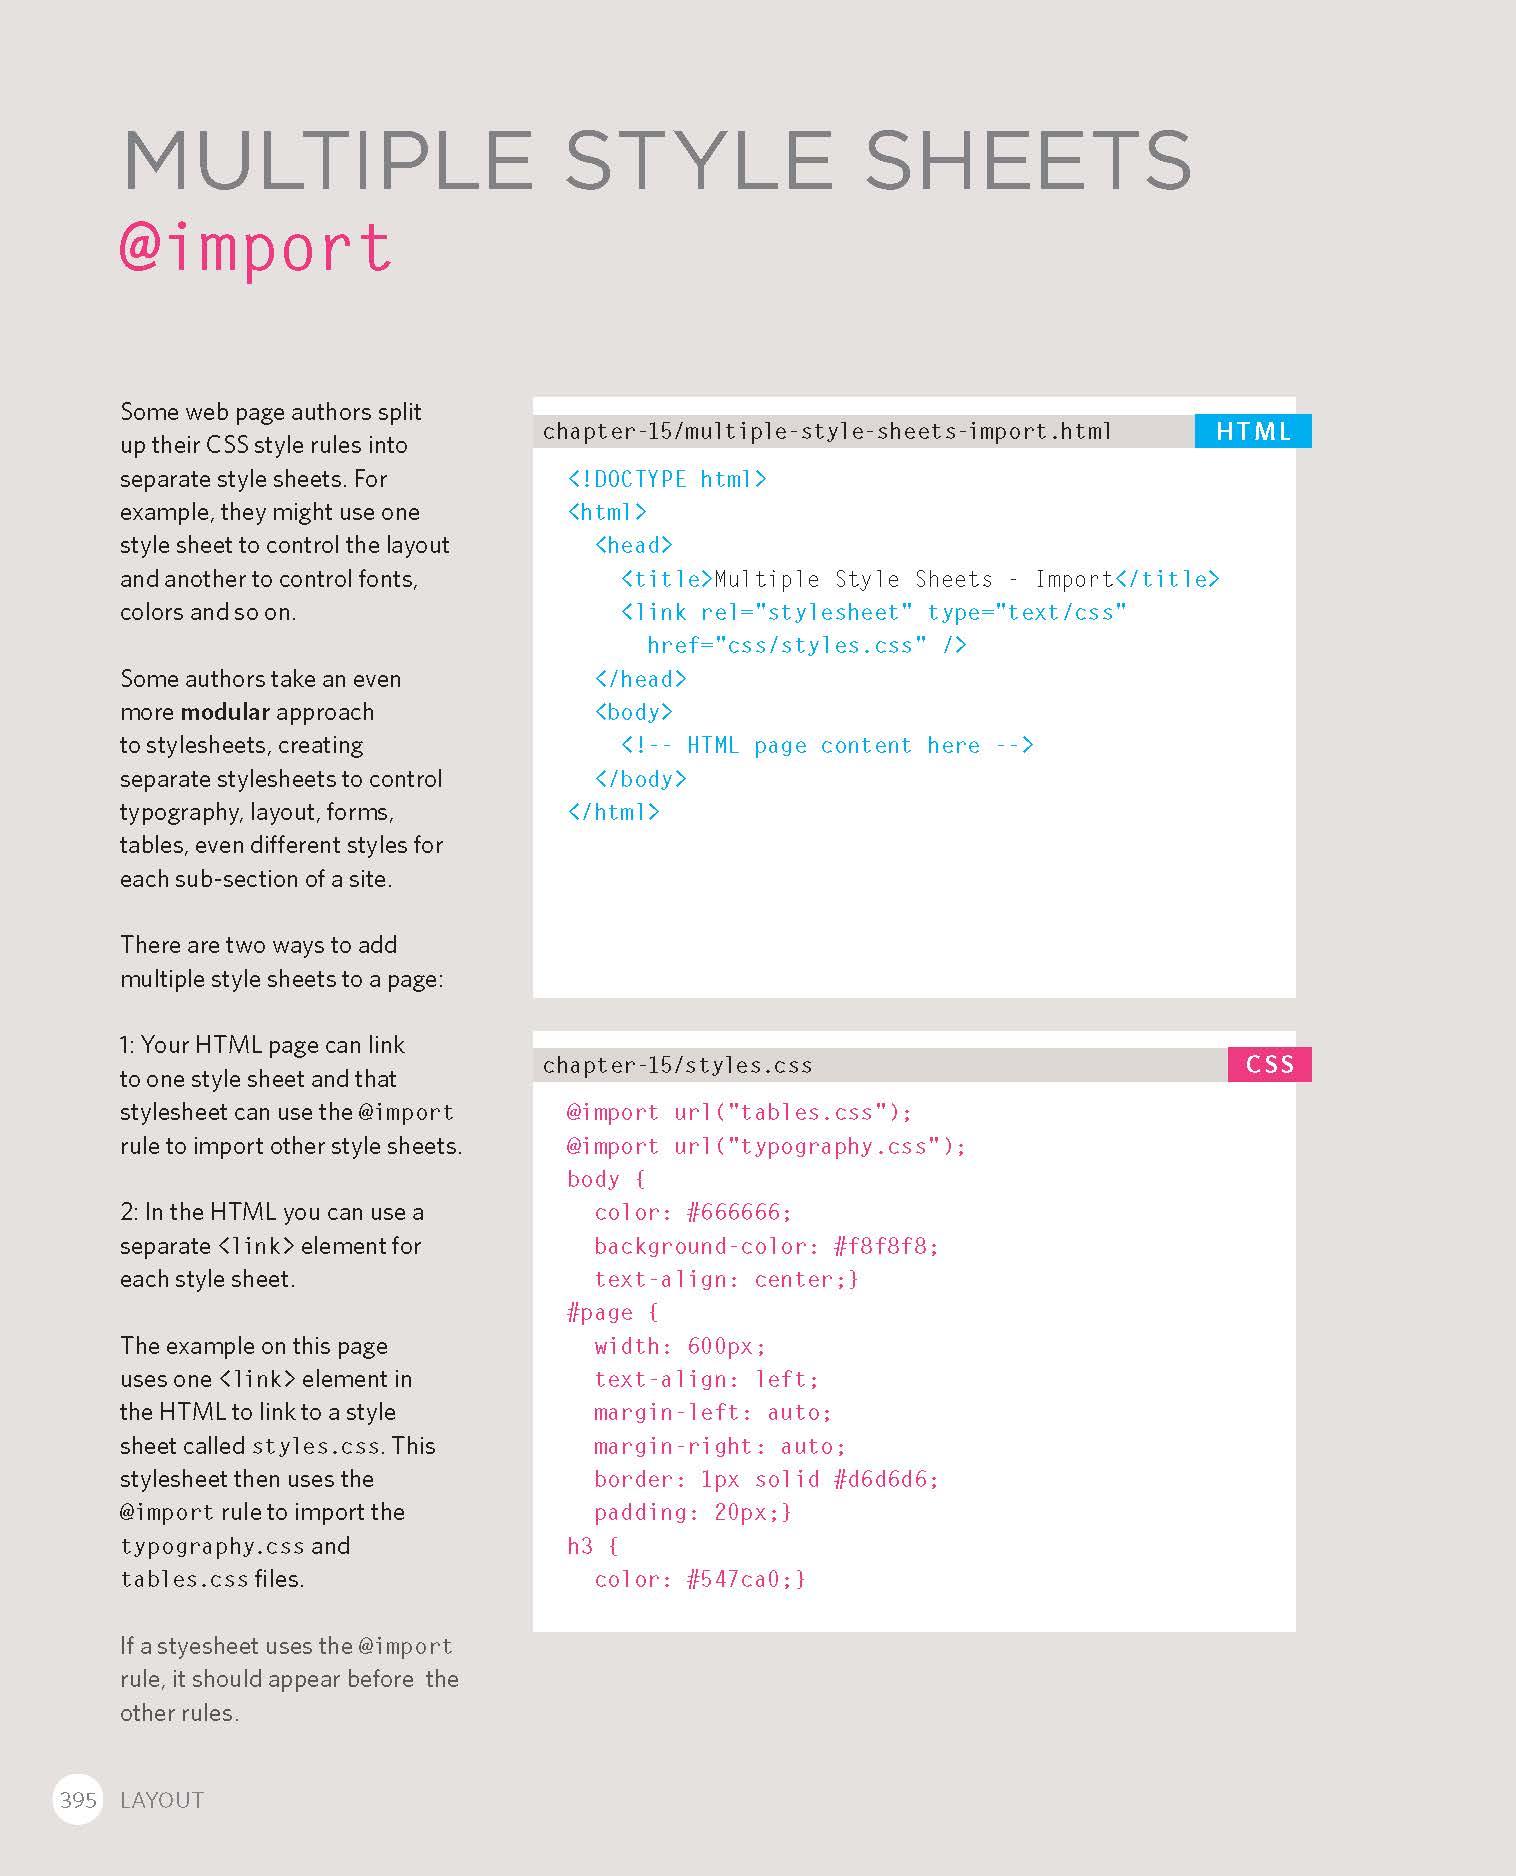 MULTIPLE STYLE SHEETS
@import
Some web page authors split
up their CSS style rules into
separate style sheets. For
example, they might use one
style sheet to control the layout
and another to control fonts,
colors and so on.
Some authors take an even
more modular approach
to stylesheets, creating
separate stylesheets to control
typography, layout, forms,
tables, even different styles for
each sub-section of a site.
There are two ways to add
multiple style sheets to a page:
1: Your HTML page can link
to one style sheet and that
stylesheet can use the @import
rule to import other style sheets.
2: In the HTML you can use a
separate <link> element for
each style sheet.
The example on this page
uses one <link> element in
the HTML to link to a style
sheet called styles.css. This
stylesheet then uses the
@import rule to import the
typography.css and
tables.css files.
If a styesheet uses the @import
rule, it should appear before  the
other rules.
chapter-15/multiple-style-sheets-import.html HTML
<!DOCTYPE html>
<html>
<head>
<title>Multiple Style Sheets - Import</title>
<link rel="stylesheet" type="text/css"
href="css/styles.css" />
</head>
<body>
<!-- HTML page content here -->
</body>
</html>
chapter-15/styles.css CSS
@import url("tables.css");
@import url("typography.css");
body {
color: #666666;
background-color: #f8f8f8;
text-align: center;}
#page {
width: 600px;
text-align: left;
margin-left: auto;
margin-right: auto;
border: 1px solid #d6d6d6;
padding: 20px;}
h3 {
color: #547ca0;}
395 LAYOUT